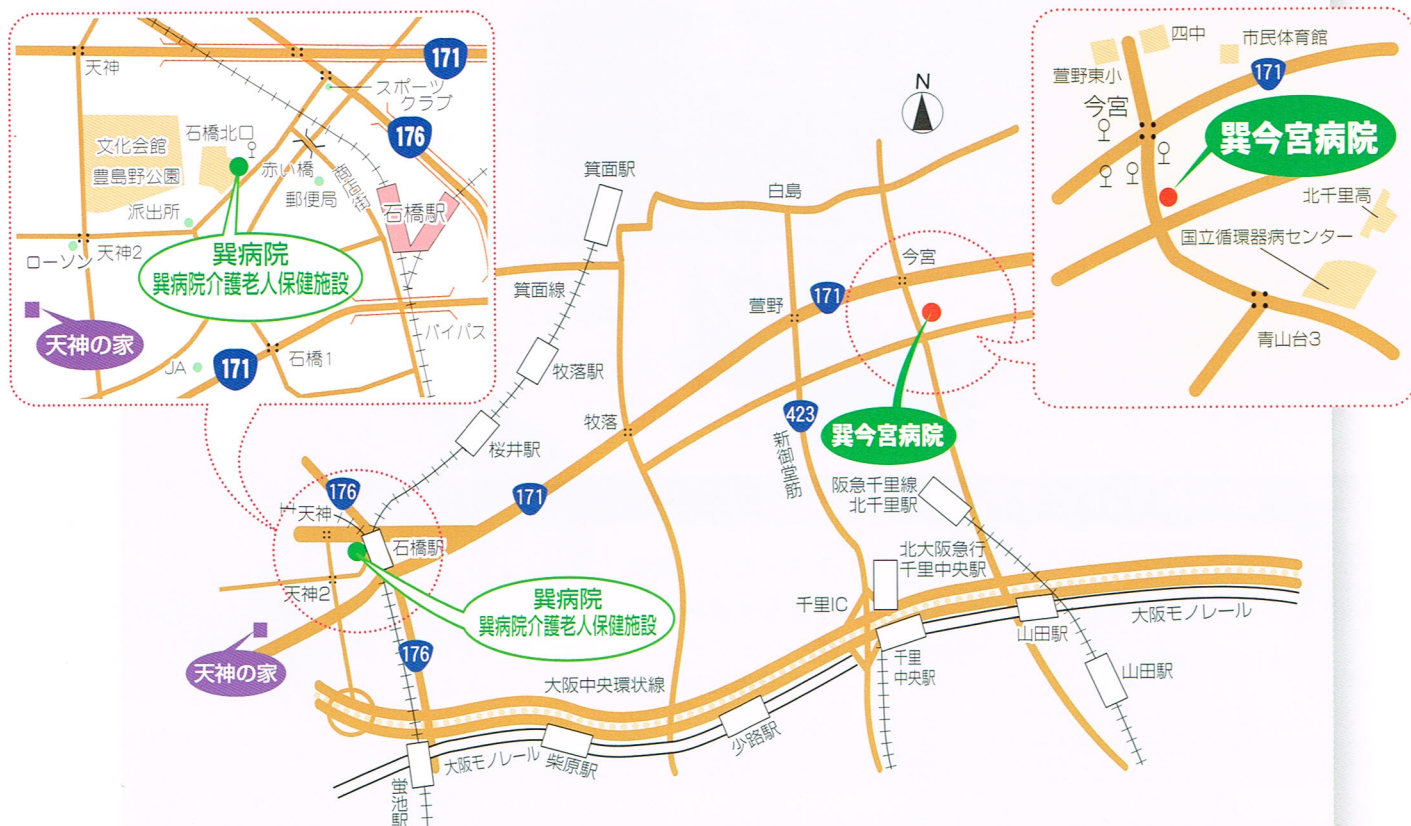 171
天神
スポーツ
クラブ
176
文化会館
豊島野公園
石橋北口
赤い橋
商店街
郵便局
石橋駅
派出所
天神2
ローソン
巽病院
巽病院介護老人保健施設
天神の家
バイパス
JA
171
石橋1
四中
市民体育館
萱野東小
171
今宮
巽今宮病院
北千里高
国立循環器病センター
青山台3
N
箕面駅
白島
今宮
箕面線
萱野
171
牧落駅
牧落
423
新御堂筋
巽今宮病院
桜井駅
176
171
阪急千里線
北千里駅
天神
石橋駅
北大阪急行
千里中央駅
天神2
巽病院
巽病院介護老人保健施設
千里IC
大阪モノレール
山田駅
天神の家
176
千里
中央駅
山田駅
大阪中央環状線
少路駅
大阪モノレール
柴原駅
蛍池駅